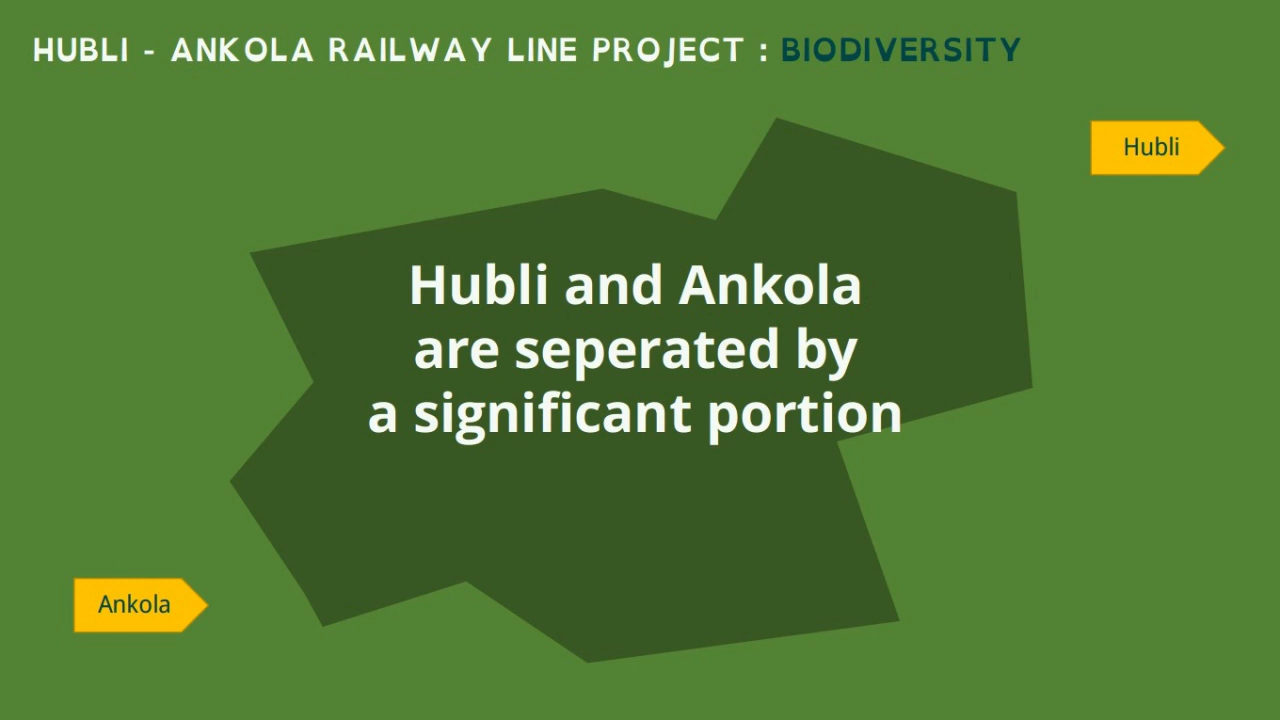 HUBLI - ANKOLA RAILWAY LINE PROJECT : BIODIVERSITY
Hubli
Hubli and Ankola
are seperated by
a significant portion
Ankola